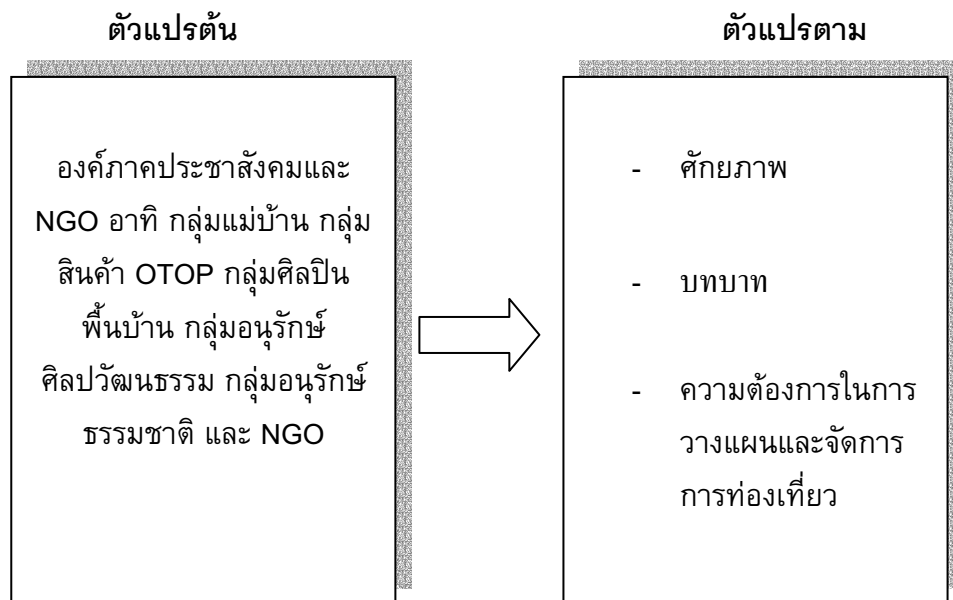 ตัวแปรต้น
องค์ภาคประชาสังคมและ
NGO อาทิ กลุ่มแม่บ้าน กลุ่ม
สินค้า OTOP กลุ่มศิลปิน
พื้นบ้าน กลุ่มอนุรักษ์
ศิลปวัฒนธรรม กลุ่มอนุรักษ์
ธรรมชาติ และ NGO
ตัวแปรตาม
- ศักยภาพ
- บทบาท
- ความต้องการในการ
วางแผนและจัดการ
การท่องเที่ยว